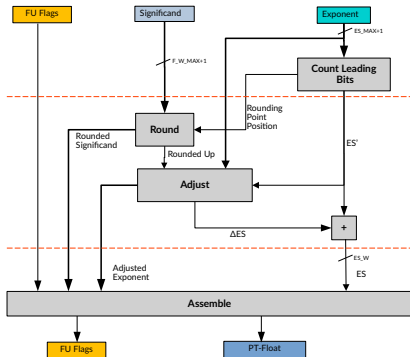 FU Flags
Significand
Exponent
ES_MAX+1
F_W_MAX+1
Count Leading
Bits
Rounding
Point
Position
Round
Rounded
Significand
Rounded Up
ES'
Adjust
ΔES
+
Adjusted
Exponent
ES_W
ES
Assemble
FU Flags
PT-Float